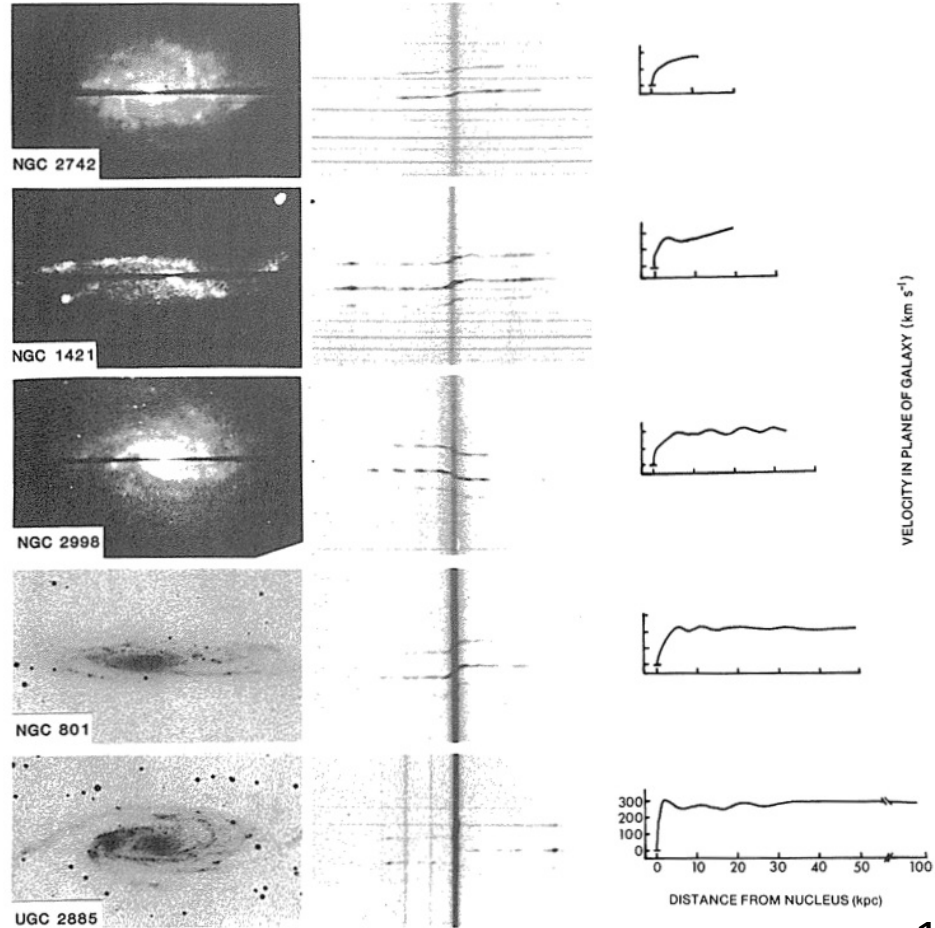 NGC 2742
NGC 1421
NGC 2998
NGC 801
UGC 2885
VELOCITY IN PLANE OF GALAXY (km s⁻¹)
300
200
100
0
0 10 20 30 40 50 100
DISTANCE FROM NUCLEUS (kpc)